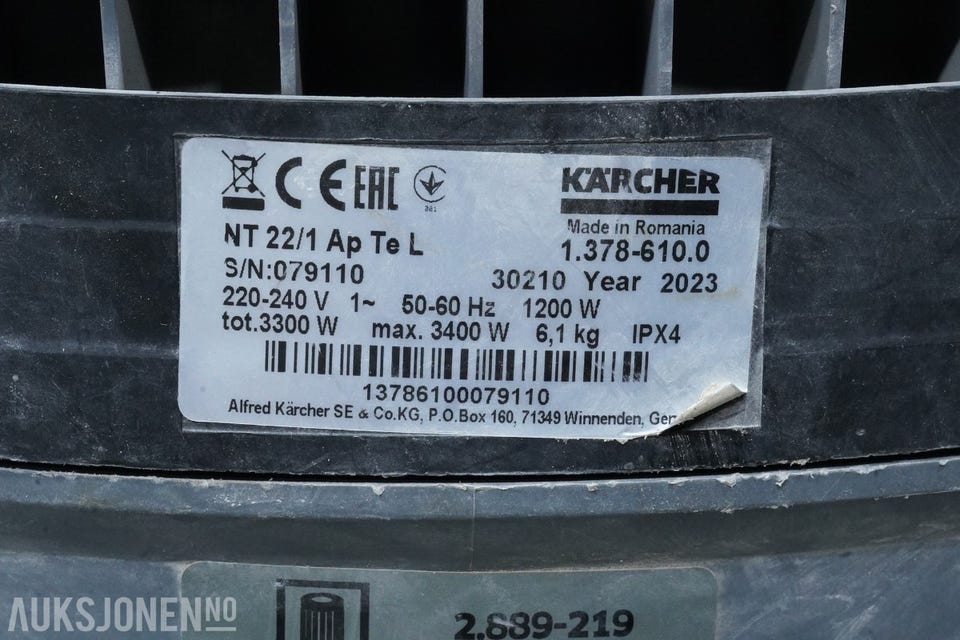 CE EAC
KÄRCHER
Made in Romania
NT 22/1 Ap Te L 1.378-610.0
S/N:079110 30210 Year 2023
220-240 V 1~ 50-60 Hz 1200 W
tot.3300 W max. 3400 W 6,1 kg IPX4
13786100079110
Alfred Kärcher SE & Co.KG, P.O.Box 160, 71349 Winnenden,
2.889-219
AUKSJONEN.NO